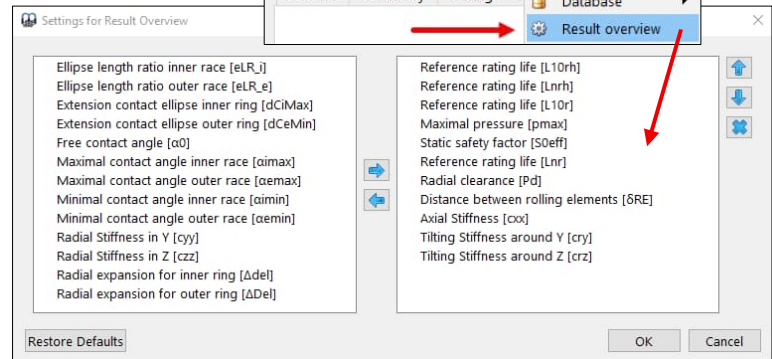 Database
Result overview
Settings for Result Overview
Ellipse length ratio inner race [eLR_i]
Ellipse length ratio outer race [eLR_e]
Extension contact ellipse inner ring [dCiMax]
Extension contact ellipse outer ring [dCeMin]
Free contact angle [α0]
Maximal contact angle inner race [αimax]
Maximal contact angle outer race [αemax]
Minimal contact angle inner race [αimin]
Minimal contact angle outer race [αemin]
Radial Stiffness in Y [cyy]
Radial Stiffness in Z [czz]
Radial expansion for inner ring [Δdel]
Radial expansion for outer ring [ΔDel]
Reference rating life [L10rh]
Reference rating life [Lnrh]
Reference rating life [L10r]
Maximal pressure [pmax]
Static safety factor [S0eff]
Reference rating life [Lnr]
Radial clearance [Pd]
Distance between rolling elements [δRE]
Axial Stiffness [cxx]
Tilting Stiffness around Y [cry]
Tilting Stiffness around Z [crz]
Restore Defaults
OK
Cancel